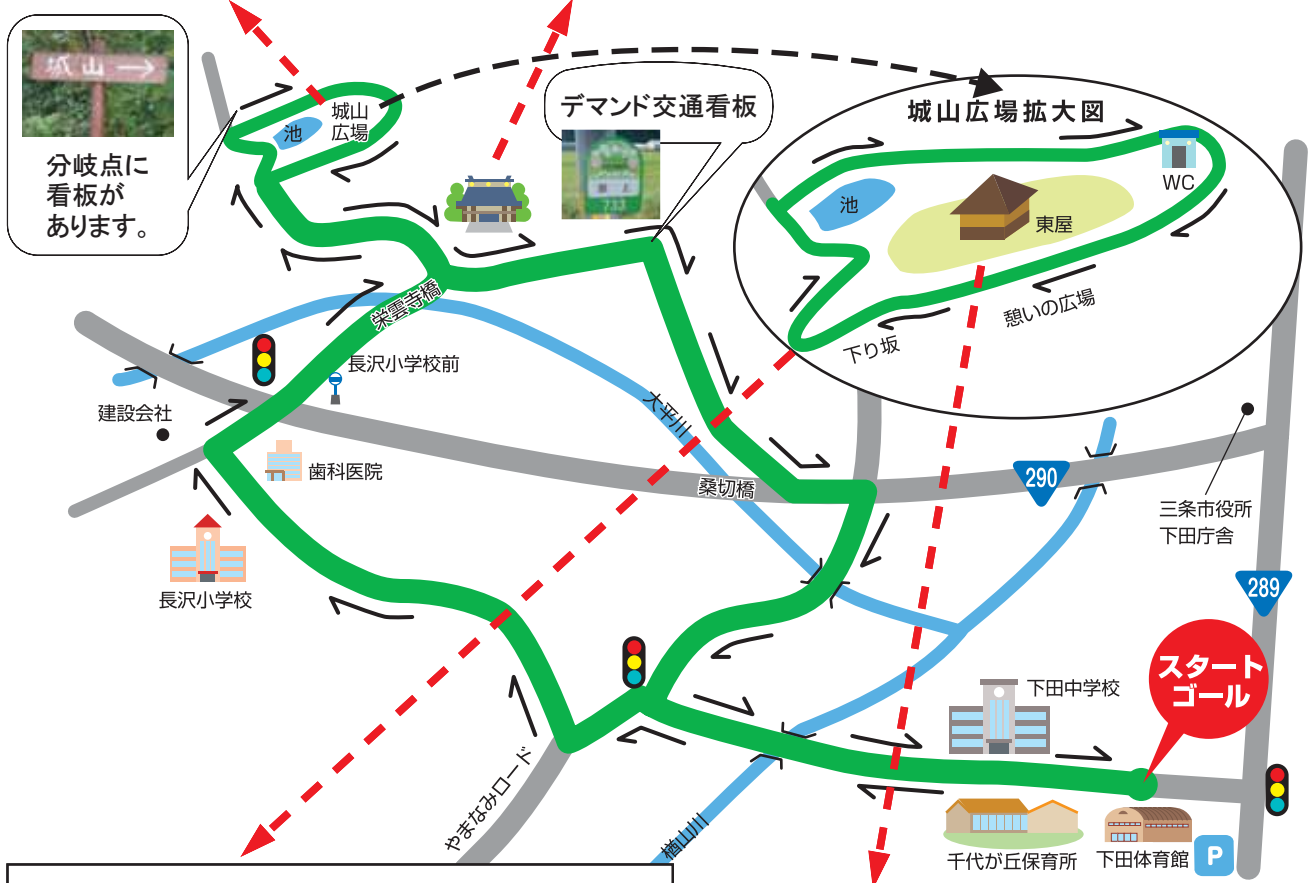 城山→
分岐点に
看板が
あります。
池
城山
広場
デマンド交通看板
城山広場拡大図
WC
池
東屋
憩いの広場
下り坂
栄雲寺橋
長沢小学校前
建設会社
歯科医院
大平川
桑切橋
290
三条市役所
下田庁舎
289
長沢小学校
スタート
ゴール
下田中学校
やまなみロード
楢山川
千代が丘保育所
下田体育館
P